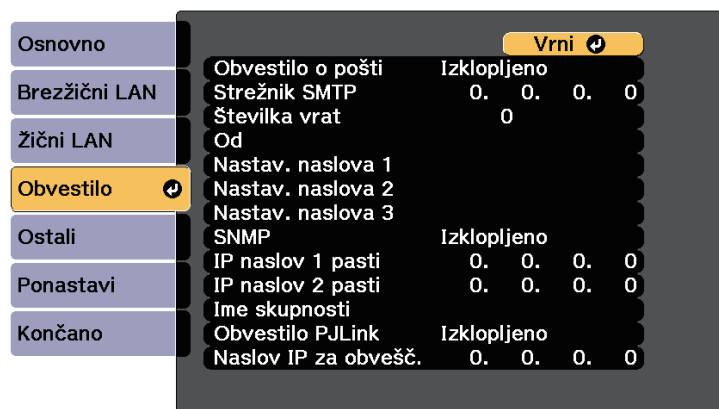 Osnovno
Brezžični LAN
Žični LAN
Obvestilo
Ostali
Ponastavi
Končano
Vrni
Obvestilo o pošti Izklopljeno
Strežnik SMTP 0. 0. 0. 0
Številka vrat 0
Od
Nastav. naslova 1
Nastav. naslova 2
Nastav. naslova 3
SNMP Izklopljeno
IP naslov 1 pasti 0. 0. 0. 0
IP naslov 2 pasti 0. 0. 0. 0
Ime skupnosti
Obvestilo PJLink Izklopljeno
Naslov IP za obvešč. 0. 0. 0. 0